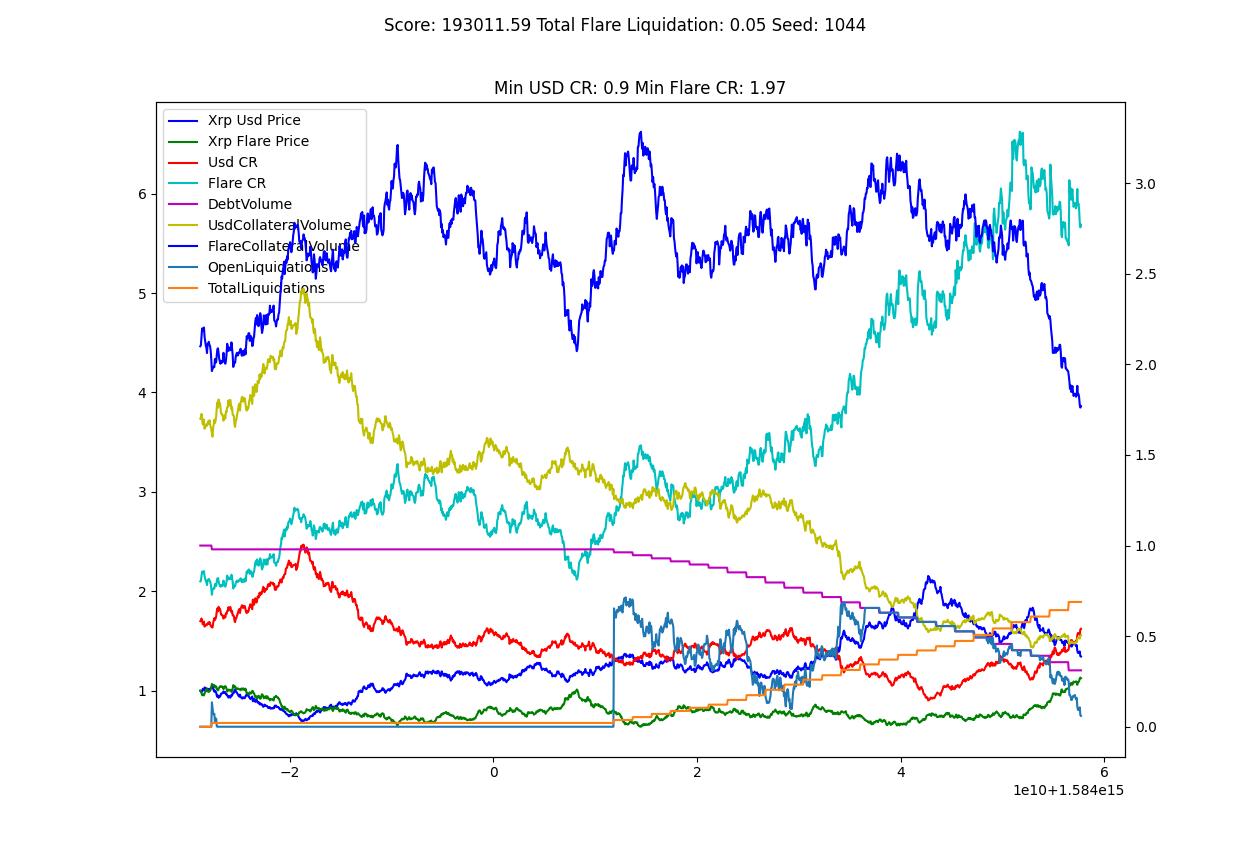 Score: 193011.59 Total Flare Liquidation: 0.05 Seed: 1044
Min USD CR: 0.9 Min Flare CR: 1.97
Xrp Usd Price
Xrp Flare Price
Usd CR
Flare CR
DebtVolume
UsdCollateralVolume
FlareCollateralVolume
OpenLiquidations
TotalLiquidations
6
5
4
3
2
1
3.0
2.5
2.0
1.5
1.0
0.5
0.0
−2
0
2
4
6
1e10+1.584e15